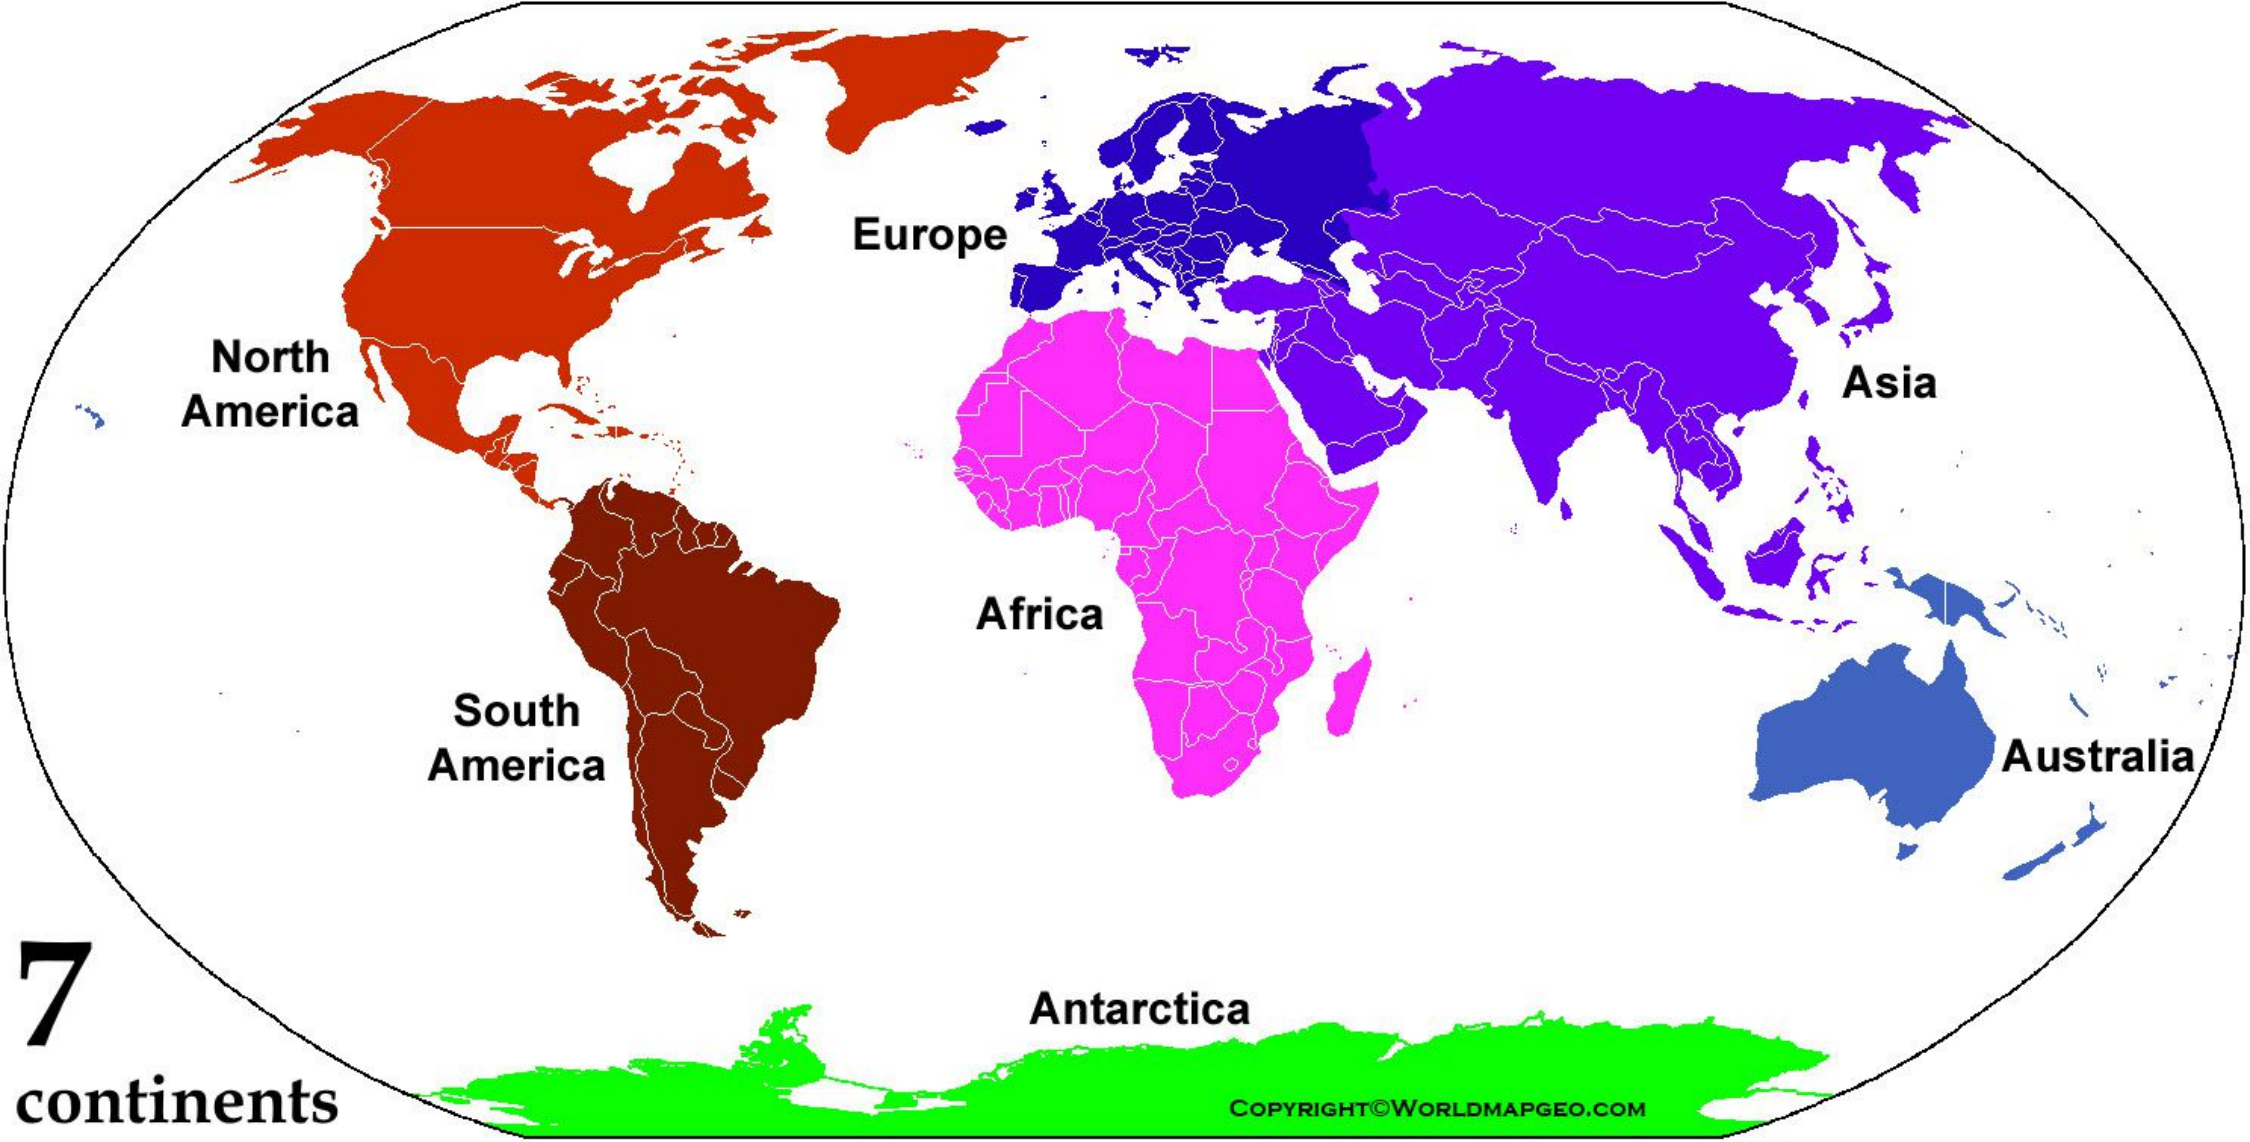 Europe
North
America
Asia
Africa
South
America
Australia
7
continents
Antarctica
Copyright©Worldmapgeo.com